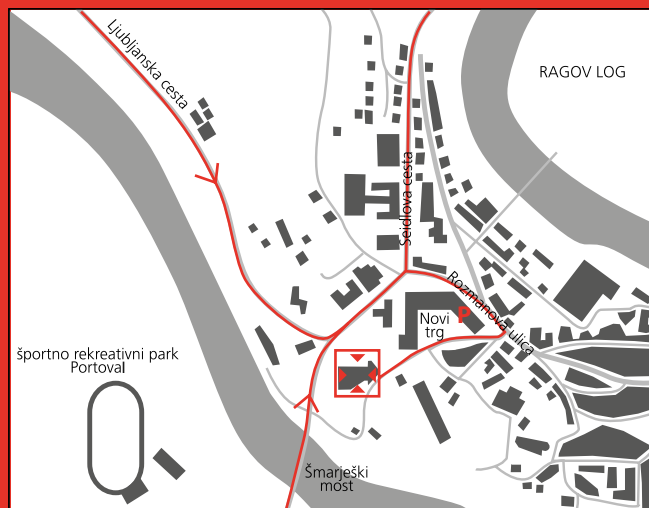 Ljubljanska cesta
RAGOV LOG
Seidlova cesta
Rozmanova ulica
P
Novi
trg
športno rekreativni park
Portoval
Šmarješki
most